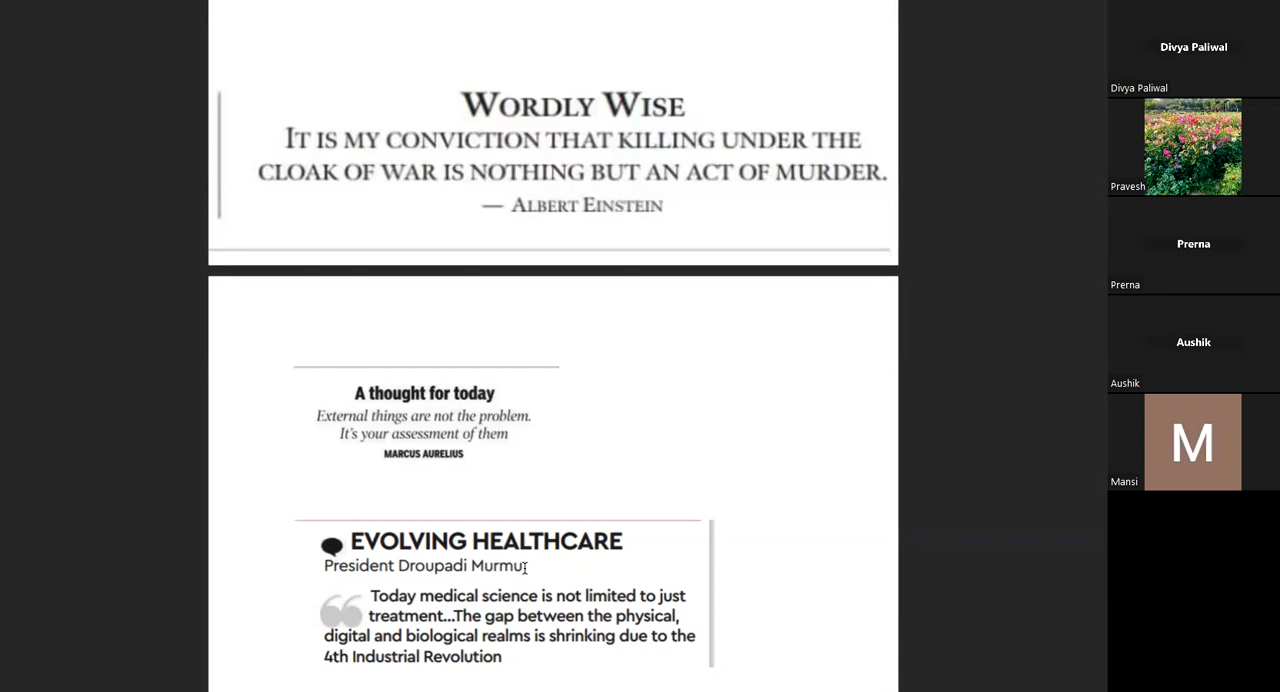 WORDLY WISE
IT IS MY CONVICTION THAT KILLING UNDER THE
CLOAK OF WAR IS NOTHING BUT AN ACT OF MURDER.
— ALBERT EINSTEIN
A thought for today
External things are not the problem.
It's your assessment of them
MARCUS AURELIUS
EVOLVING HEALTHCARE
President Droupadi Murmu
“Today medical science is not limited to just
treatment...The gap between the physical,
digital and biological realms is shrinking due to the
4th Industrial Revolution
Divya Paliwal
Divya Paliwal
Pravesh
Prerna
Prerna
Aushik
Aushik
M
Mansi